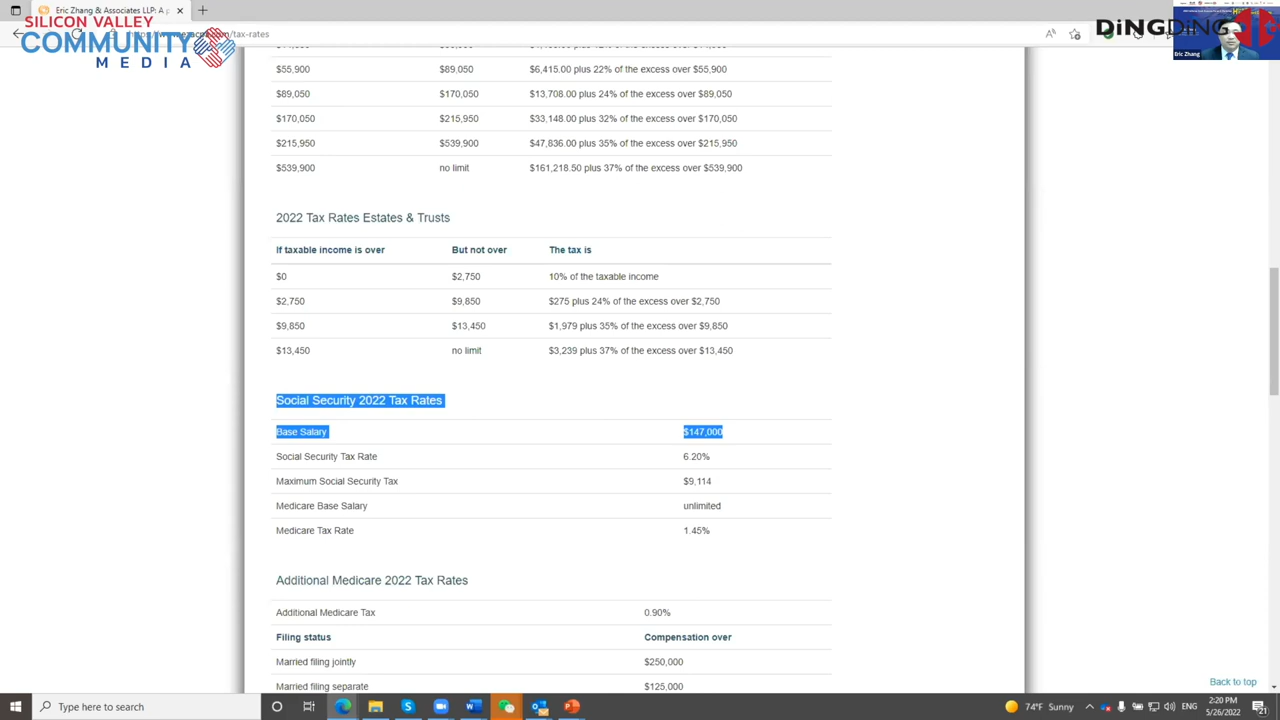 SILICON VALLEY
COMMUNITY
MEDIA
Eric Zhang & Associates LLP: A p
/tax-rates
DiNGDiNG
Eric Zhang
$55,900 $89,050 $6,415.00 plus 22% of the excess over $55,900
$89,050 $170,050 $13,708.00 plus 24% of the excess over $89,050
$170,050 $215,950 $33,148.00 plus 32% of the excess over $170,050
$215,950 $539,900 $47,836.00 plus 35% of the excess over $215,950
$539,900 no limit $161,218.50 plus 37% of the excess over $539,900
2022 Tax Rates Estates & Trusts
If taxable income is over But not over The tax is
$0 $2,750 10% of the taxable income
$2,750 $9,850 $275 plus 24% of the excess over $2,750
$9,850 $13,450 $1,979 plus 35% of the excess over $9,850
$13,450 no limit $3,239 plus 37% of the excess over $13,450
Social Security 2022 Tax Rates
Base Salary $147,000
Social Security Tax Rate 6.20%
Maximum Social Security Tax $9,114
Medicare Base Salary unlimited
Medicare Tax Rate 1.45%
Additional Medicare 2022 Tax Rates
Additional Medicare Tax 0.90%
Filing status Compensation over
Married filing jointly $250,000
Married filing separate $125,000
Back to top
Type here to search
74°F Sunny
2:20 PM
5/26/2022
21